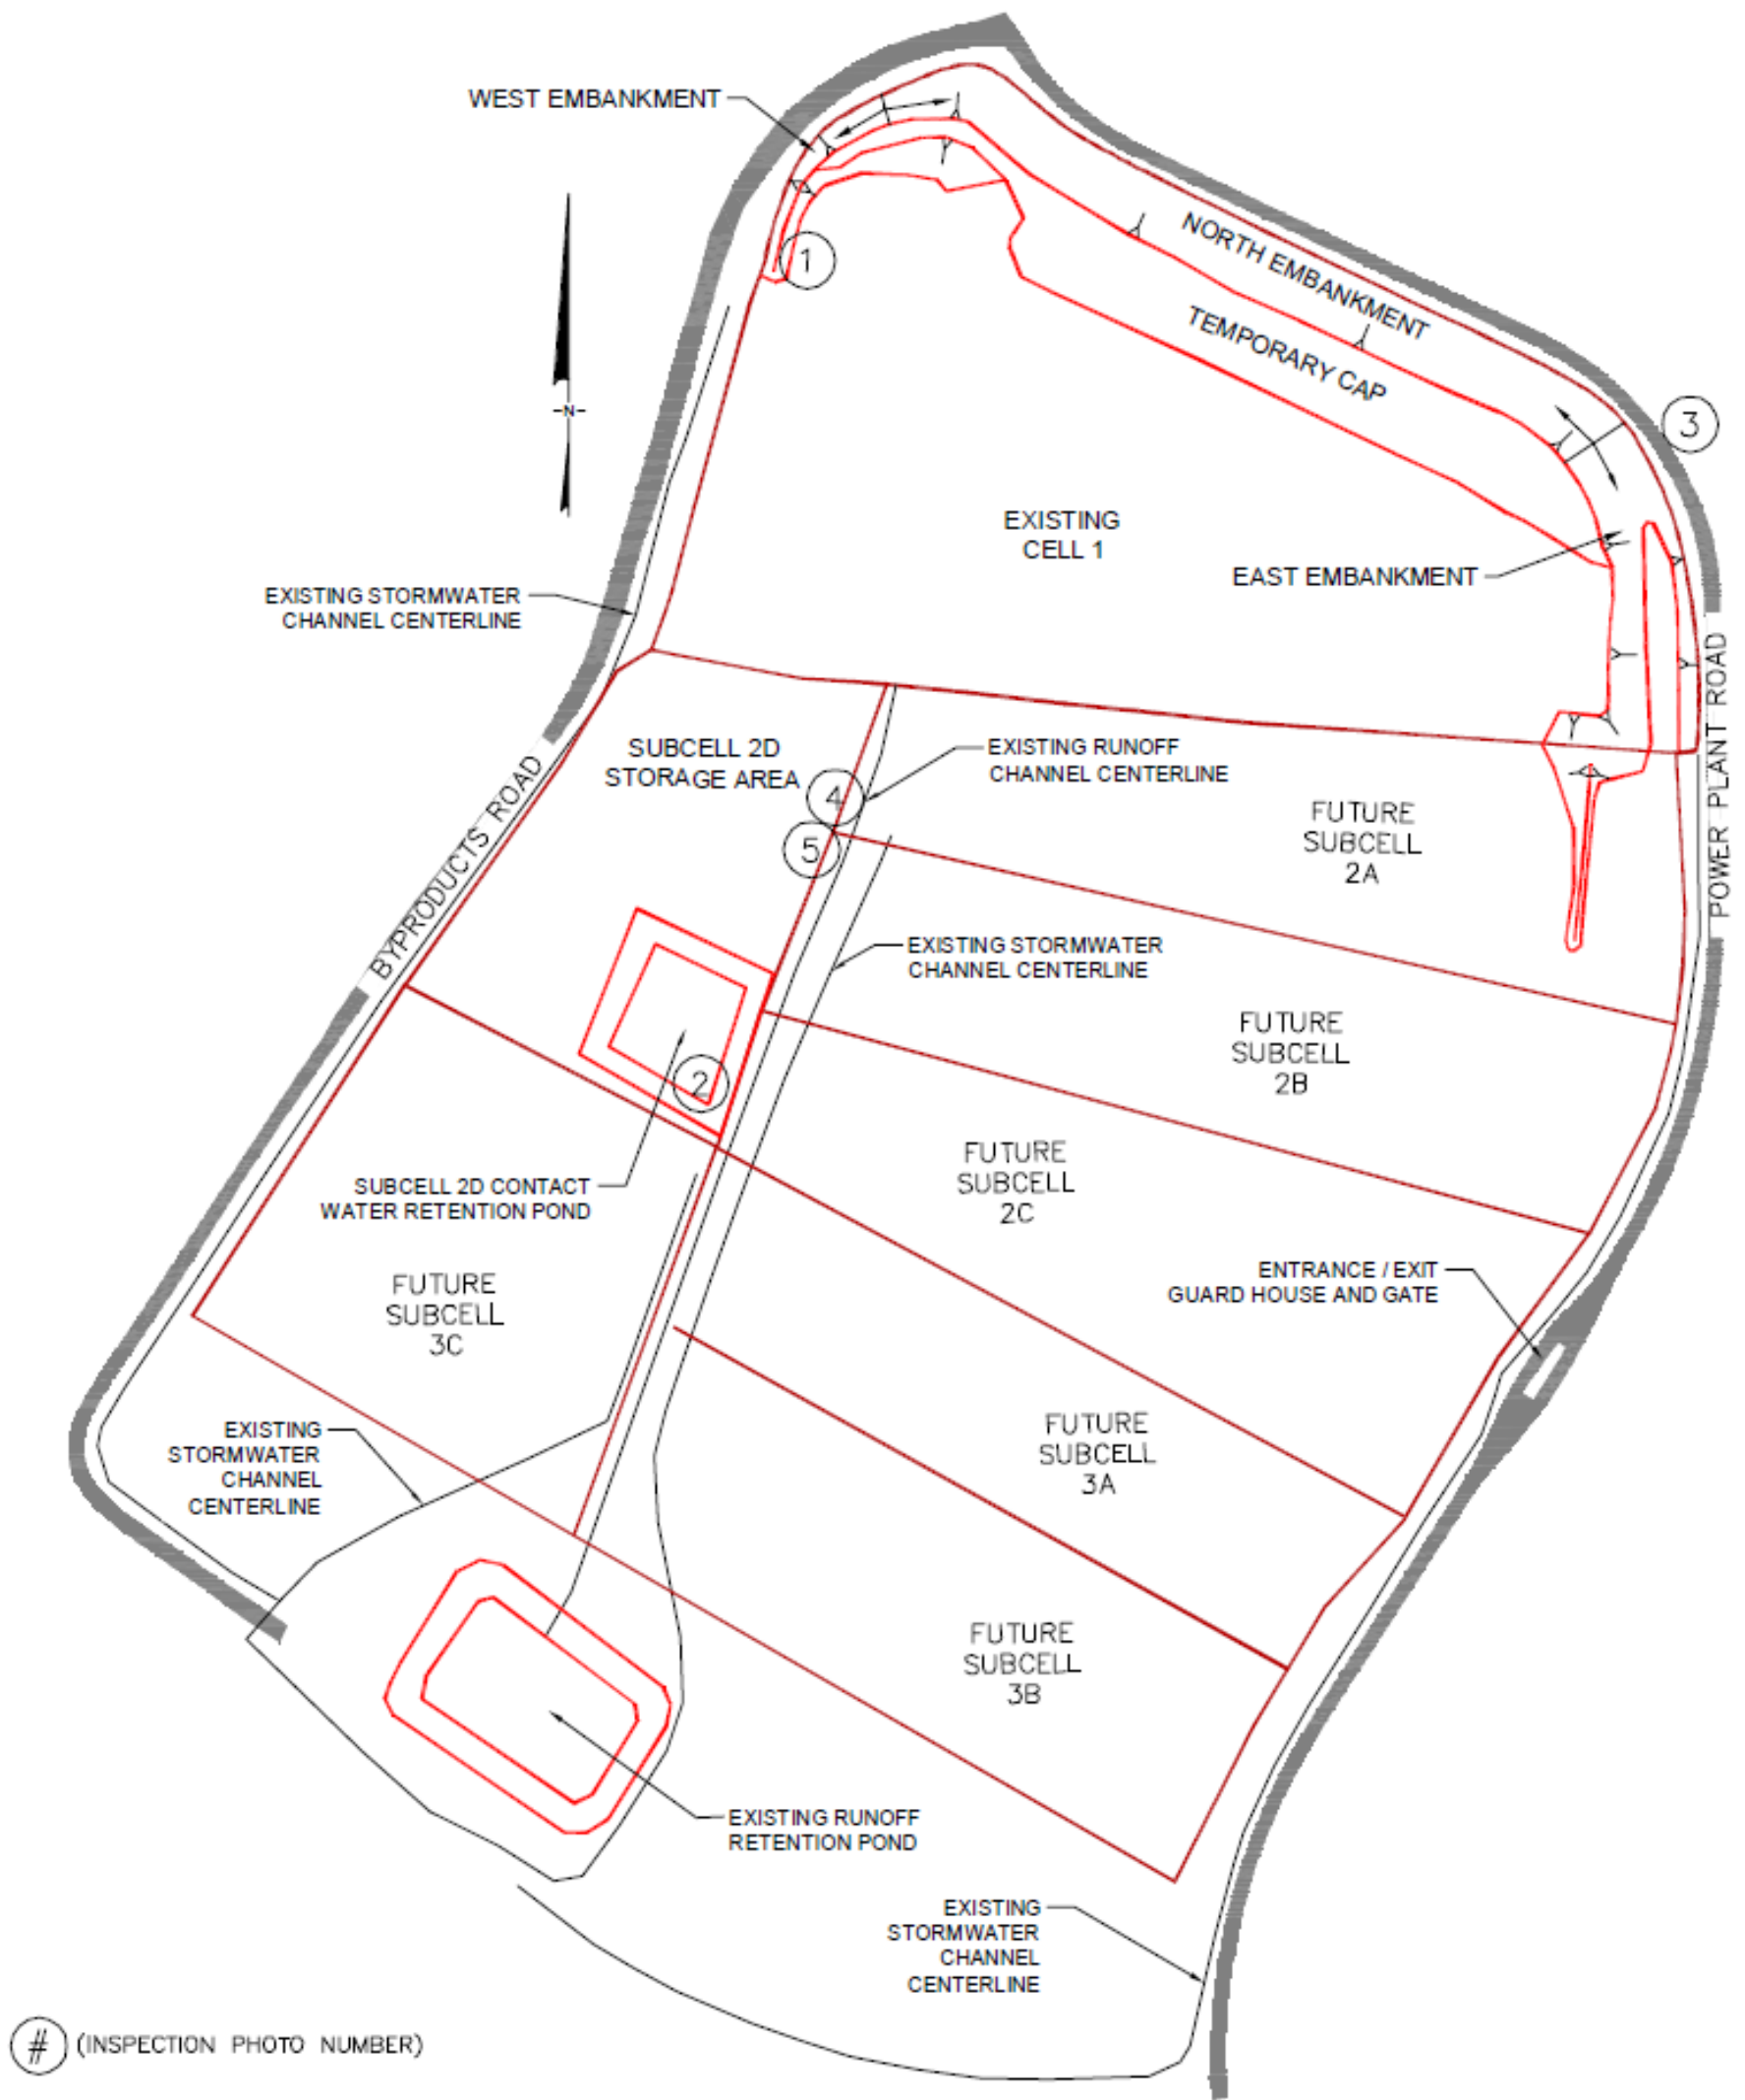 WEST EMBANKMENT
NORTH EMBANKMENT
1
-N-
TEMPORARY CAP
3
EXISTING
CELL 1
EAST EMBANKMENT
EXISTING STORMWATER
CHANNEL CENTERLINE
POWER PLANT ROAD
SUBCELL 2D
STORAGE AREA
EXISTING RUNOFF
CHANNEL CENTERLINE
4
5
FUTURE
SUBCELL
2A
BYPRODUCTS ROAD
EXISTING STORMWATER
CHANNEL CENTERLINE
FUTURE
SUBCELL
2B
2
FUTURE
SUBCELL
2C
SUBCELL 2D CONTACT
WATER RETENTION POND
ENTRANCE / EXIT
GUARD HOUSE AND GATE
FUTURE
SUBCELL
3C
EXISTING
STORMWATER
CHANNEL
CENTERLINE
FUTURE
SUBCELL
3A
FUTURE
SUBCELL
3B
EXISTING RUNOFF
RETENTION POND
EXISTING
STORMWATER
CHANNEL
CENTERLINE
# (INSPECTION PHOTO NUMBER)